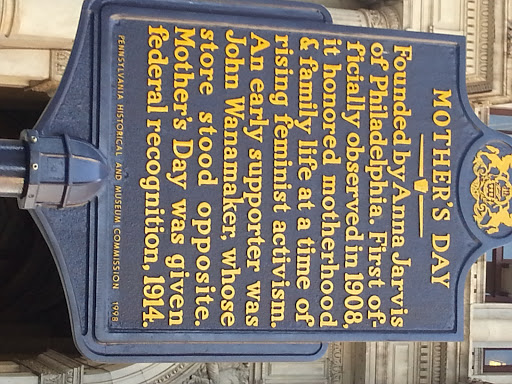 MOTHER'S DAY
Founded by Anna Jarvis
of Philadelphia. First of-
ficially observed in 1908,
it honored motherhood
& family life at a time of
rising feminist activism.
An early supporter was
John Wanamaker, whose
store stood opposite.
Mother's Day was given
federal recognition, 1914.
PENNSYLVANIA HISTORICAL AND MUSEUM COMMISSION 1998